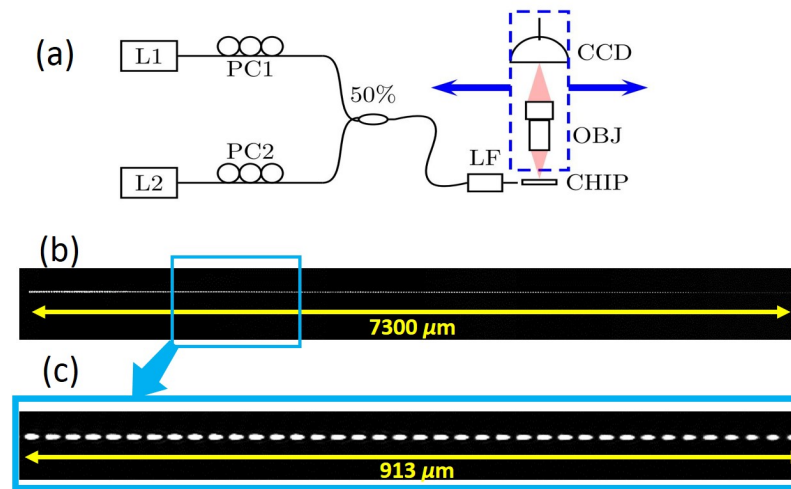 (a)
L1
PC1
50%
CCD
OBJ
PC2
L2
LF
CHIP
(b)
7300 µm
(c)
913 µm